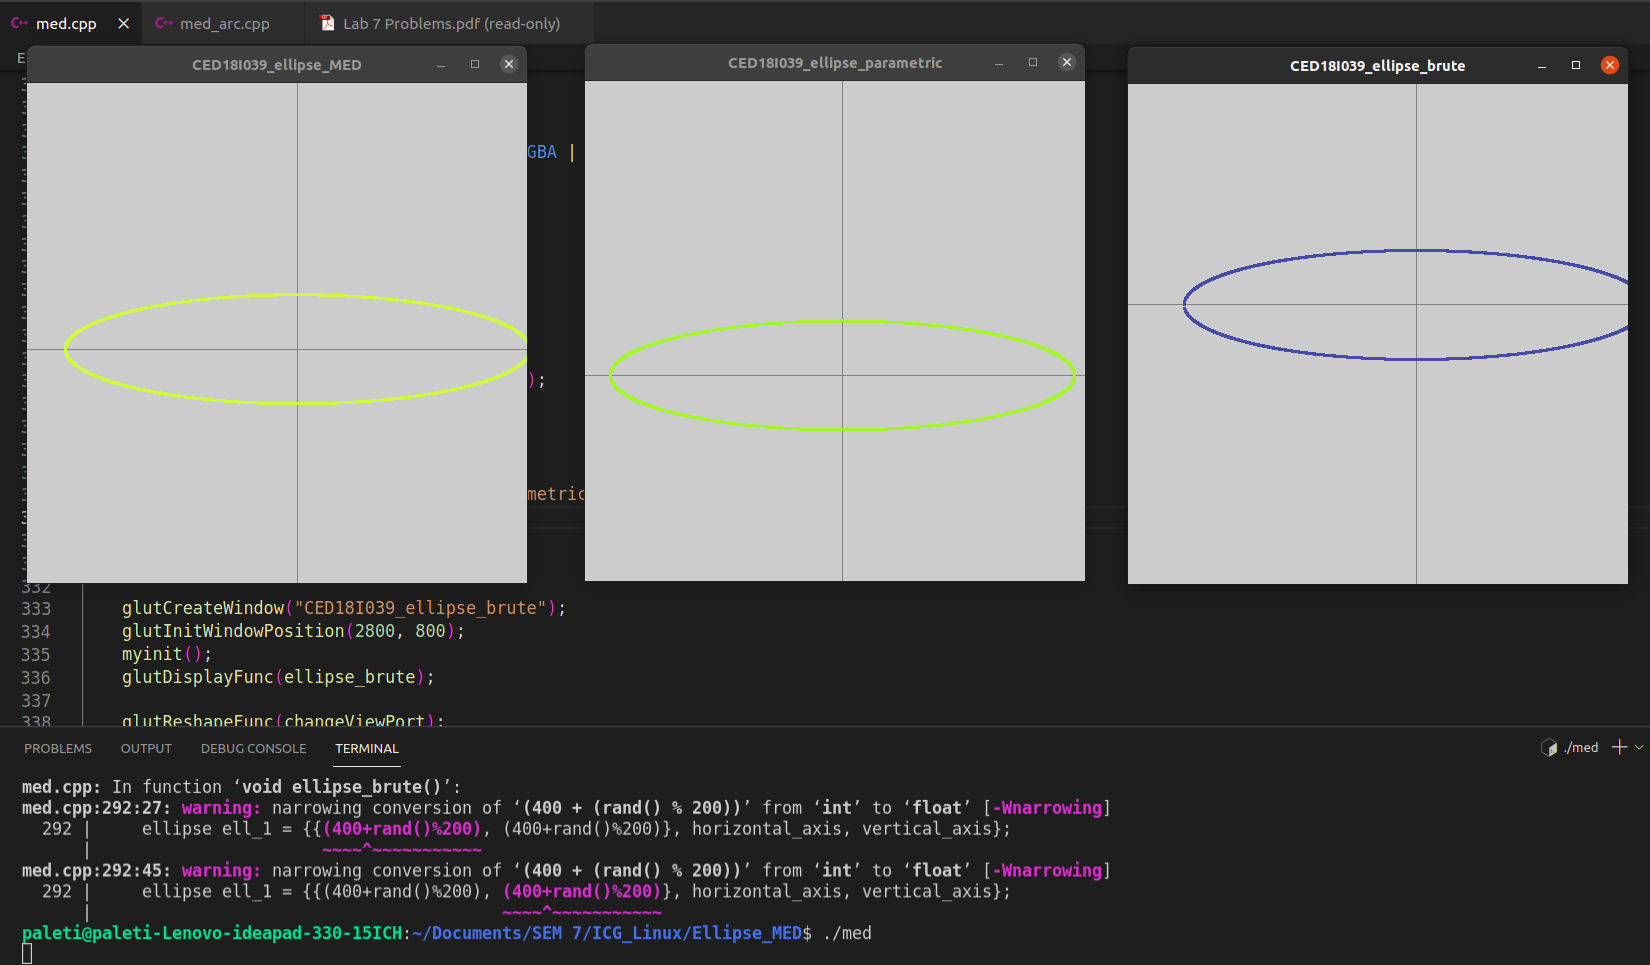 med.cpp med_arc.cpp Lab 7 Problems.pdf (read-only)
E
CED18I039_ellipse_MED
CED18I039_ellipse_parametric
CED18I039_ellipse_brute
GBA |
);
metric
332
333 glutCreateWindow("CED18I039_ellipse_brute");
334 glutInitWindowPosition(2800, 800);
335 myinit();
336 glutDisplayFunc(ellipse_brute);
337
338 glutReshapeFunc(changeViewPort);
PROBLEMS OUTPUT DEBUG CONSOLE TERMINAL ./med
med.cpp: In function ‘void ellipse_brute()’:
med.cpp:292:27: warning: narrowing conversion of ‘(400 + (rand() % 200))’ from ‘int’ to ‘float’ [-Wnarrowing]
292 | ellipse ell_1 = {{(400+rand()%200), (400+rand()%200)}, horizontal_axis, vertical_axis};
| ~~~~^~~~~~~~~~~~
med.cpp:292:45: warning: narrowing conversion of ‘(400 + (rand() % 200))’ from ‘int’ to ‘float’ [-Wnarrowing]
292 | ellipse ell_1 = {{(400+rand()%200), (400+rand()%200)}, horizontal_axis, vertical_axis};
| ~~~~^~~~~~~~~~~~
paleti@paleti-Lenovo-ideapad-330-15ICH:~/Documents/SEM 7/ICG_Linux/Ellipse_MED$ ./med